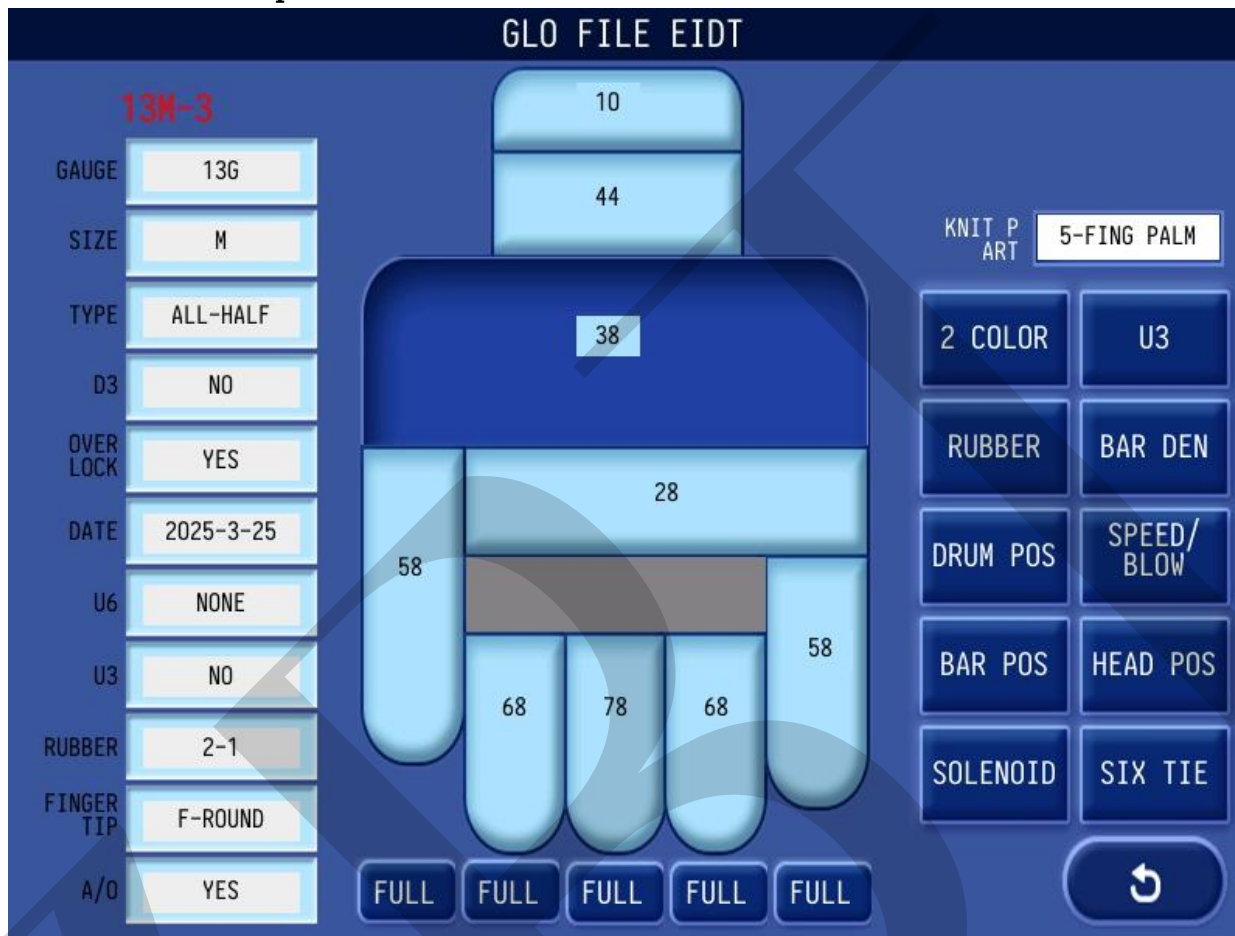 GLO FILE EIDT
13M-3
GAUGE 13G
SIZE M
TYPE ALL-HALF
D3 NO
OVER
LOCK
YES
DATE 2025-3-25
U6 NONE
U3 NO
RUBBER 2-1
FINGER
TIP
F-ROUND
A/O YES
10
44
38
28
58
58
68 78 68
FULL FULL FULL FULL FULL
KNIT P
ART
5-FING PALM
2 COLOR U3
RUBBER BAR DEN
DRUM POS
SPEED/
BLOW
BAR POS HEAD POS
SOLENOID SIX TIE